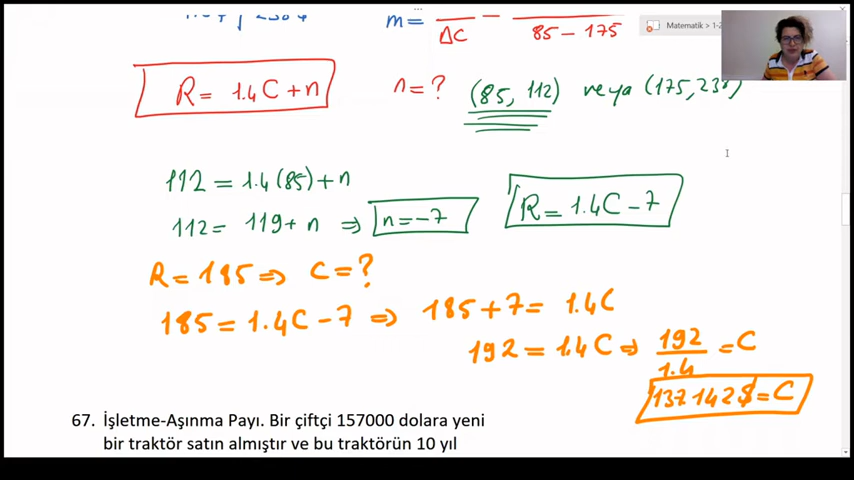 m = ΔC 85 - 175
Matematik > 1-2
R = 1.4C + n n = ? (85, 112) veya (175,238)
112 = 1.4(85) + n
112 = 119 + n ⇒ n = -7 R = 1.4C - 7
R = 185 ⇒ C = ?
185 = 1.4C - 7 ⇒ 185 + 7 = 1.4C
192 = 1.4C ⇒ 192/1.4 = C
137.142$ = C
67. İşletme-Aşınma Payı. Bir çiftçi 157000 dolara yeni
bir traktör satın almıştır ve bu traktörün 10 yıl